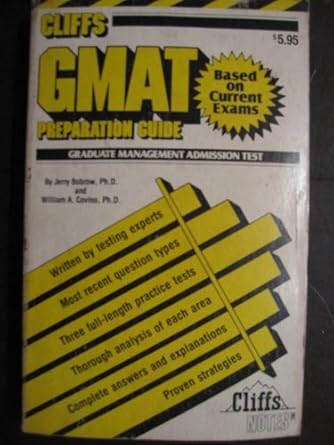 CLIFFS
$5.95
GMAT
Based
on
Current
Exams
PREPARATION GUIDE
GRADUATE MANAGEMENT ADMISSION TEST
By Jerry Bobrow, Ph.D.
and
William A. Covino, Ph.D.
Written by testing experts
Most recent question types
Three full-length practice tests
Thorough analysis of each area
Complete answers and explanations
Proven strategies
Cliffs
NOTES